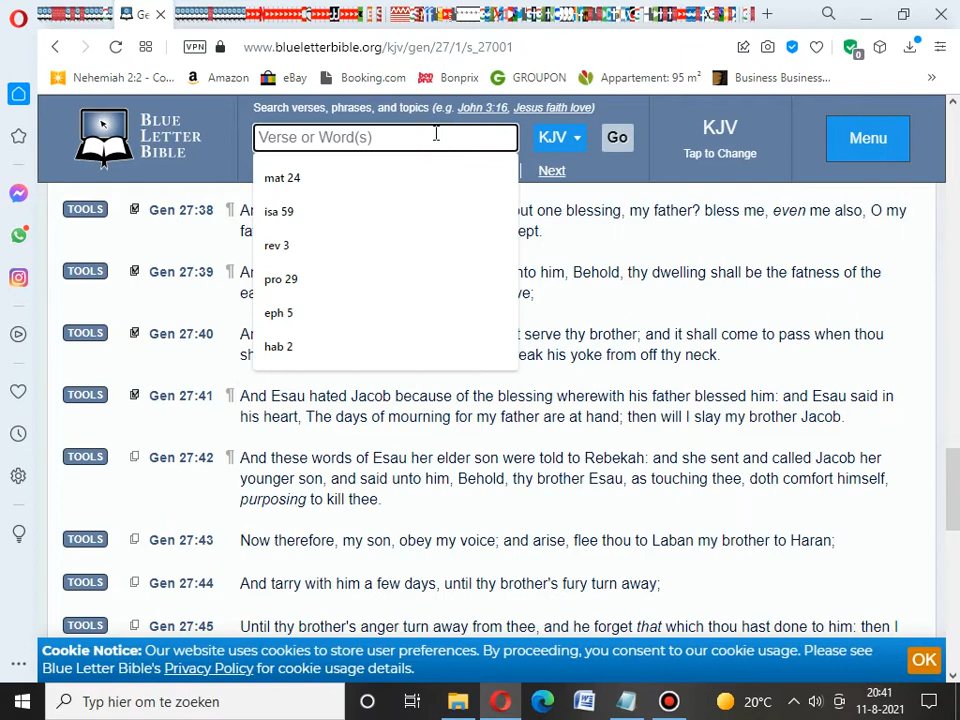 Ge
VPN www.blueletterbible.org/kjv/gen/27/1/s_27001
Nehemiah 2:2 - Co... Amazon eBay Booking.com Bonprix GROUPON Appartement: 95 m² Business Business... »
Search verses, phrases, and topics (e.g. John 3:16, Jesus faith love)
BLUE
LETTER
BIBLE
Verse or Word(s) KJV Go
KJV
Tap to Change
Menu
Next
mat 24
isa 59
rev 3
pro 29
eph 5
hab 2
TOOLS Gen 27:38 ¶ but one blessing, my father? bless me, even me also, O my
TOOLS Gen 27:39 ¶ unto him, Behold, thy dwelling shall be the fatness of the
TOOLS Gen 27:40 serve thy brother; and it shall come to pass when thou
break his yoke from off thy neck.
TOOLS Gen 27:41 ¶ And Esau hated Jacob because of the blessing wherewith his father blessed him: and Esau said in
his heart, The days of mourning for my father are at hand; then will I slay my brother Jacob.
TOOLS Gen 27:42 ¶ And these words of Esau her elder son were told to Rebekah: and she sent and called Jacob her
younger son, and said unto him, Behold, thy brother Esau, as touching thee, doth comfort himself,
purposing to kill thee.
TOOLS Gen 27:43 Now therefore, my son, obey my voice; and arise, flee thou to Laban my brother to Haran;
TOOLS Gen 27:44 And tarry with him a few days, until thy brother's fury turn away;
TOOLS Gen 27:45 Until thy brother's anger turn away from thee, and he forget that which thou hast done to him: then I
Cookie Notice: Our website uses cookies to store user preferences. By proceeding, you consent to our cookie usage. Please see
Blue Letter Bible's Privacy Policy for cookie usage details.
OK
Typ hier om te zoeken
20°C
20:41
11-8-2021